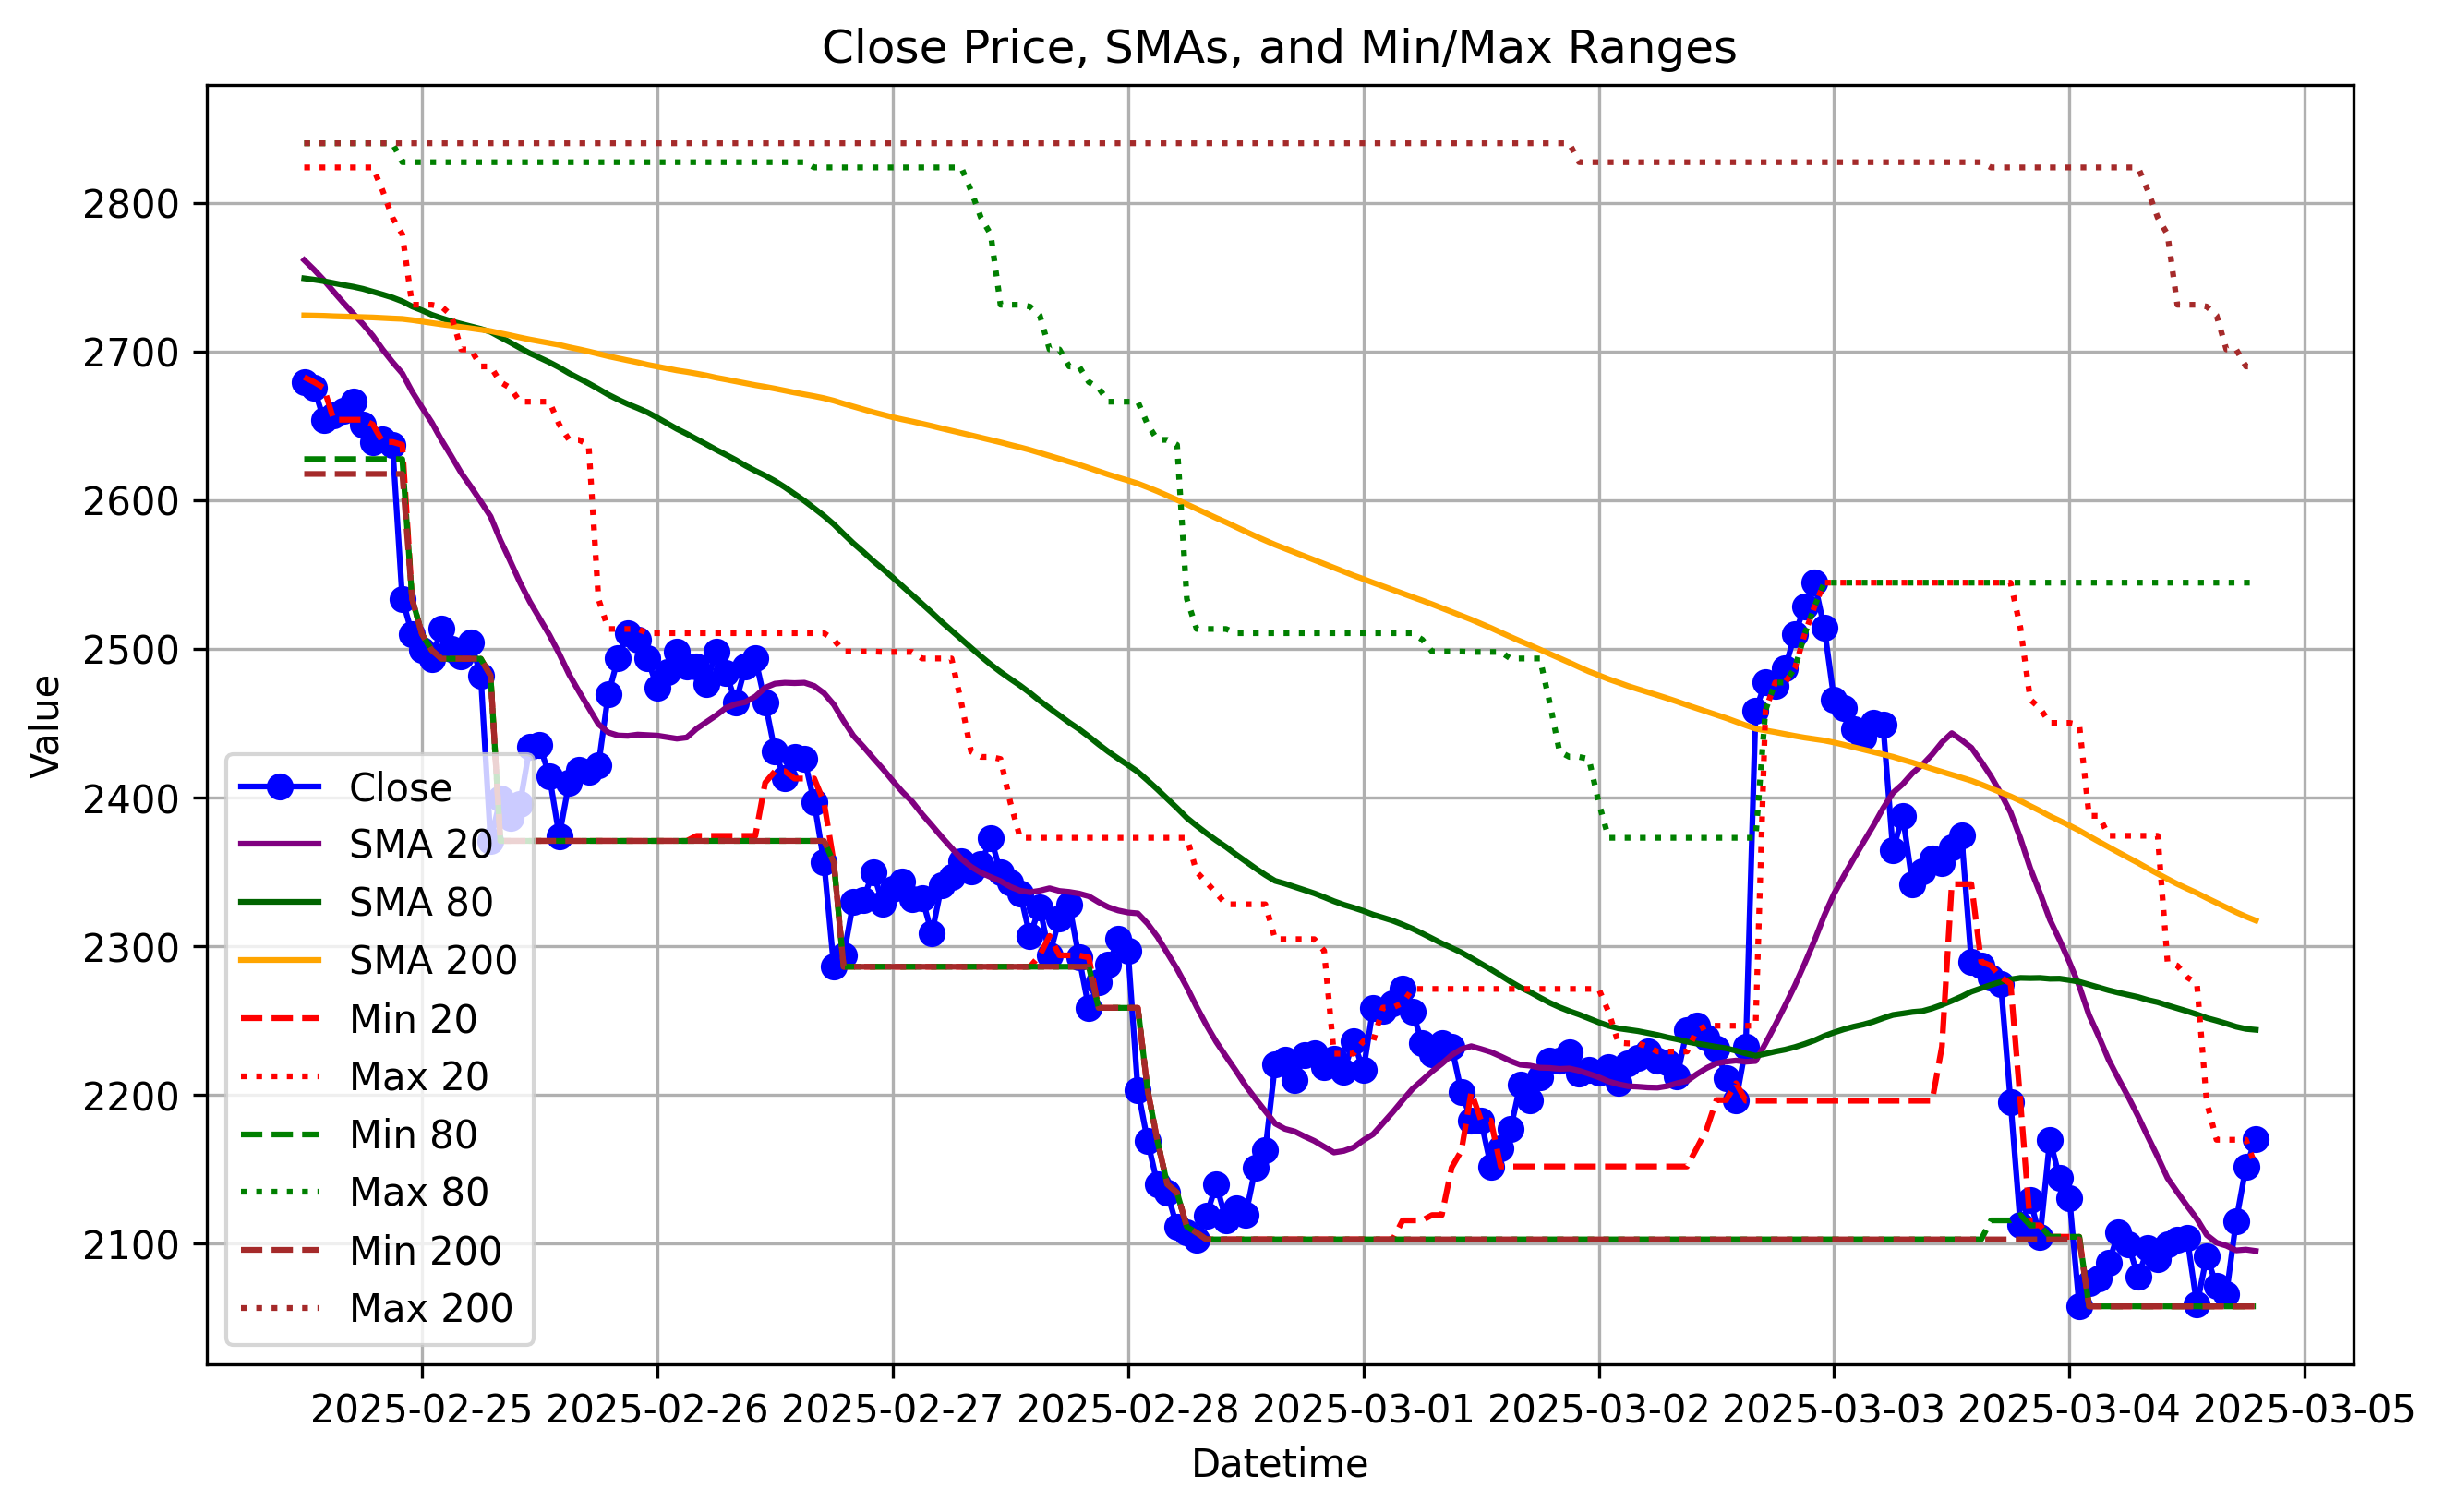 Close Price, SMAs, and Min/Max Ranges
Value
2800
2700
2600
2500
2400
2300
2200
2100
Close
SMA 20
SMA 80
SMA 200
Min 20
Max 20
Min 80
Max 80
Min 200
Max 200
2025-02-25 2025-02-26 2025-02-27 2025-02-28 2025-03-01 2025-03-02 2025-03-03 2025-03-04 2025-03-05
Datetime